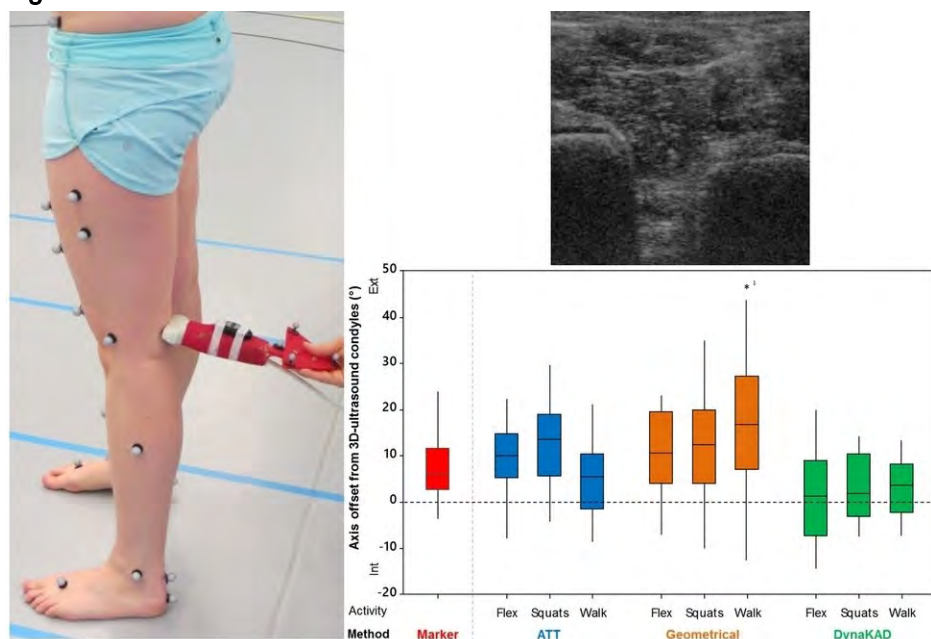 50
Ext
40
30
20
10
0
-10
Int
-20
Axis offset from 3D-ultrasound condyles (°)
*
Activity Flex Squats Walk Flex Squats Walk Flex Squats Walk
Method Marker ATT Geometrical DynaKAD